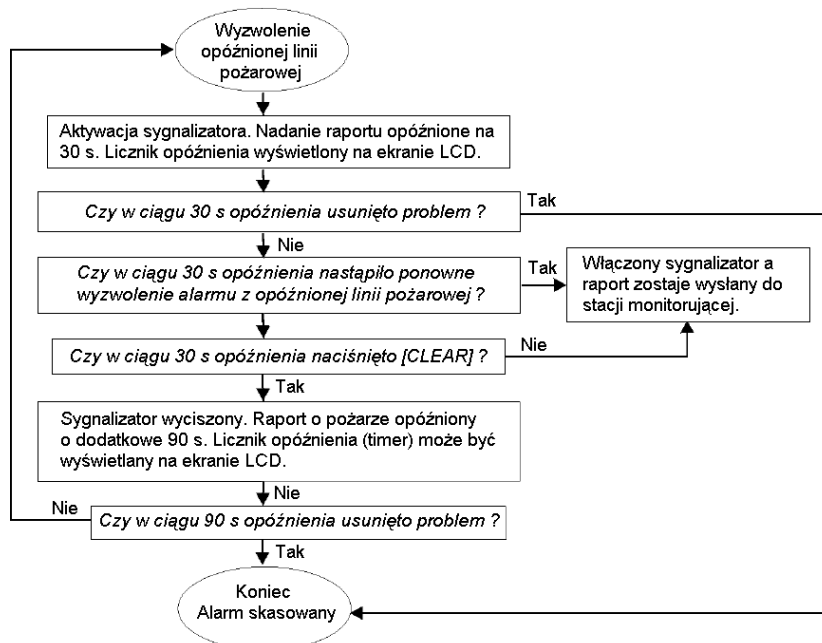 Wyzwolenie
opóźnionej linii
pożarowej
Aktywacja sygnalizatora. Nadanie raportu opóźnione na
30 s. Licznik opóźnienia wyświetlony na ekranie LCD.
Tak
Czy w ciągu 30 s opóźnienia usunięto problem ?
Nie
Czy w ciągu 30 s opóźnienia nastąpiło ponowne
wyzwolenie alarmu z opóźnionej linii pożarowej ?
Tak
Włączony sygnalizator a
raport zostaje wysłany do
stacji monitorującej.
Czy w ciągu 30 s opóźnienia naciśnięto [CLEAR] ?
Nie
Tak
Sygnalizator wyciszony. Raport o pożarze opóźniony
o dodatkowe 90 s. Licznik opóźnienia (timer) może być
wyświetlany na ekranie LCD.
Nie
Nie
Czy w ciągu 90 s opóźnienia usunięto problem ?
Tak
Koniec
Alarm skasowany